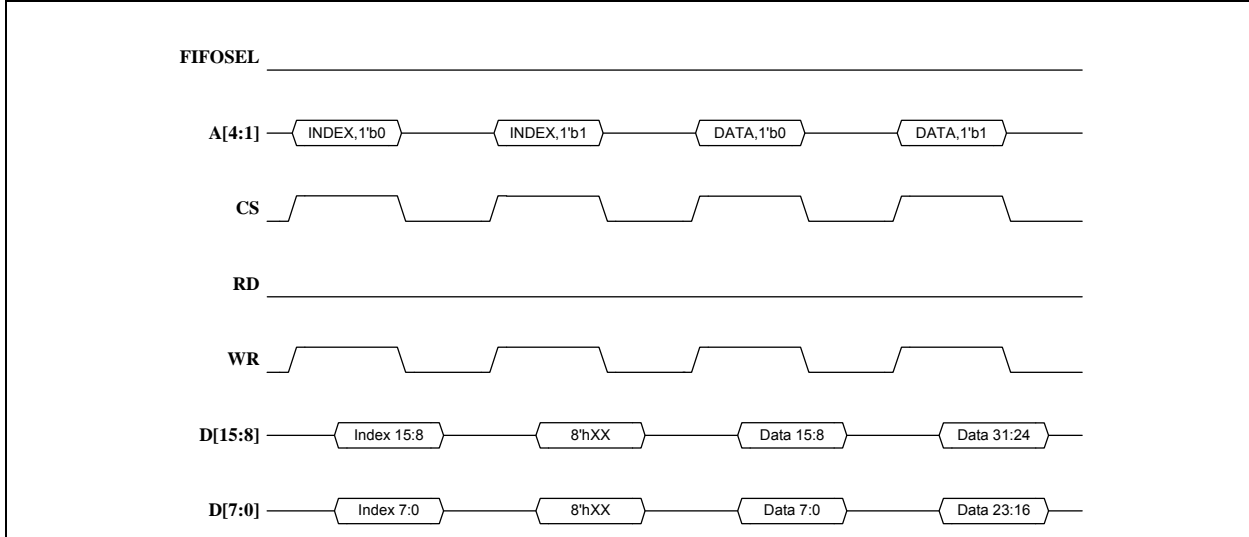 FIFOSEL
A[4:1] INDEX,1'b0 INDEX,1'b1 DATA,1'b0 DATA,1'b1
CS
RD
WR
D[15:8] Index 15:8 8'hXX Data 15:8 Data 31:24
D[7:0] Index 7:0 8'hXX Data 7:0 Data 23:16